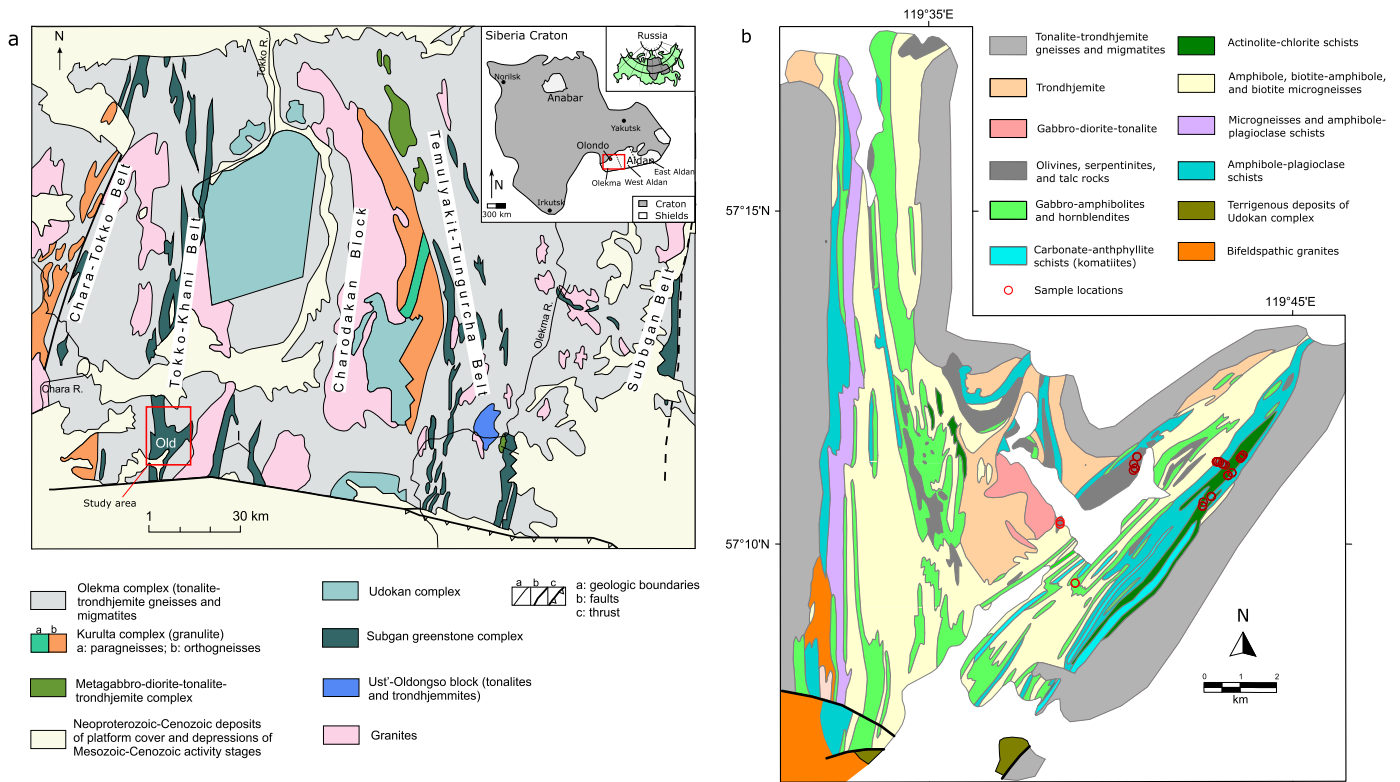 a
N
Tokko R.
Chara-Tokko Belt
Tokko-Khani Belt
Charodakan Block
Temulyakit-Tungurcha Belt
Subbgan Belt
Olekma R.
Chara R.
Old
Study area
1 30 km
Siberia Craton
Russia
Norilsk
Anabar
Yakutsk
Olondo
Aldan
East Aldan
West Aldan
Olekma
N
300 km
Irkutsk
Craton
Shields
Olekma complex (tonalite-
trondhjemite gneisses and
migmatites
a b
Kurulta complex (granulite)
a: paragneisses; b: orthogneisses
Metagabbro-diorite-tonalite-
trondhjemite complex
Neoproterozoic-Cenozoic deposits
of platform cover and depressions of
Mesozoic-Cenozoic activity stages
Udokan complex
Subgan greenstone complex
Ust'-Oldongso block (tonalites
and trondhjemmites)
Granites
a b c
a: geologic boundaries
b: faults
c: thrust
b
119°35'E
57°15'N
57°10'N
119°45'E
Tonalite-trondhjemite
gneisses and migmatites
Trondhjemite
Gabbro-diorite-tonalite
Olivines, serpentinites,
and talc rocks
Gabbro-amphibolites
and hornblendites
Carbonate-anthphyllite
schists (komatiites)
Sample locations
Actinolite-chlorite schists
Amphibole, biotite-amphibole,
and biotite microgneisses
Microgneisses and amphibole-
plagioclase schists
Amphibole-plagioclase
schists
Terrigenous deposits of
Udokan complex
Bifeldspathic granites
N
0 1 2
km